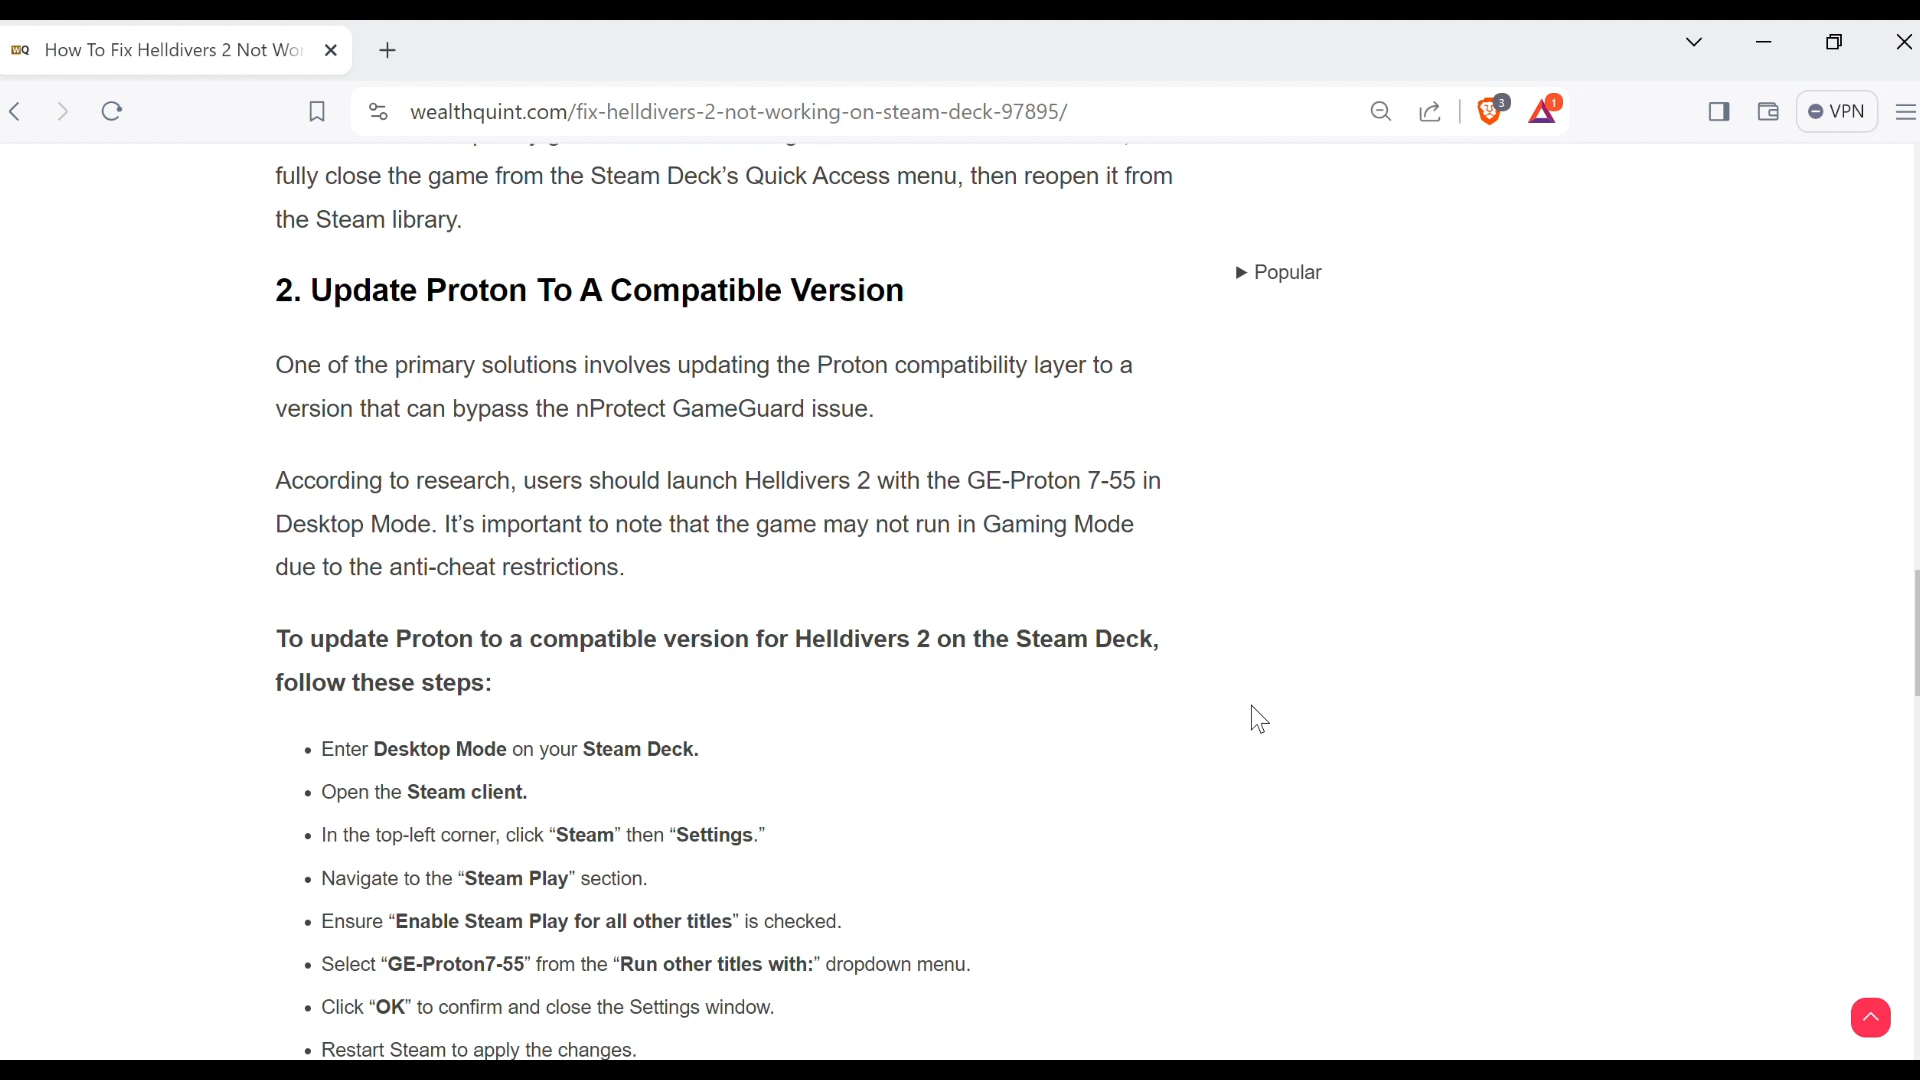 WQ How To Fix Helldivers 2 Not Wor
wealthquint.com/fix-helldivers-2-not-working-on-steam-deck-97895/
3
1
VPN
fully close the game from the Steam Deck’s Quick Access menu, then reopen it from
the Steam library.
2. Update Proton To A Compatible Version
▶ Popular
One of the primary solutions involves updating the Proton compatibility layer to a
version that can bypass the nProtect GameGuard issue.
According to research, users should launch Helldivers 2 with the GE-Proton 7-55 in
Desktop Mode. It’s important to note that the game may not run in Gaming Mode
due to the anti-cheat restrictions.
To update Proton to a compatible version for Helldivers 2 on the Steam Deck,
follow these steps:
• Enter Desktop Mode on your Steam Deck.
• Open the Steam client.
• In the top-left corner, click “Steam” then “Settings.”
• Navigate to the “Steam Play” section.
• Ensure “Enable Steam Play for all other titles” is checked.
• Select “GE-Proton7-55” from the “Run other titles with:” dropdown menu.
• Click “OK” to confirm and close the Settings window.
• Restart Steam to apply the changes.